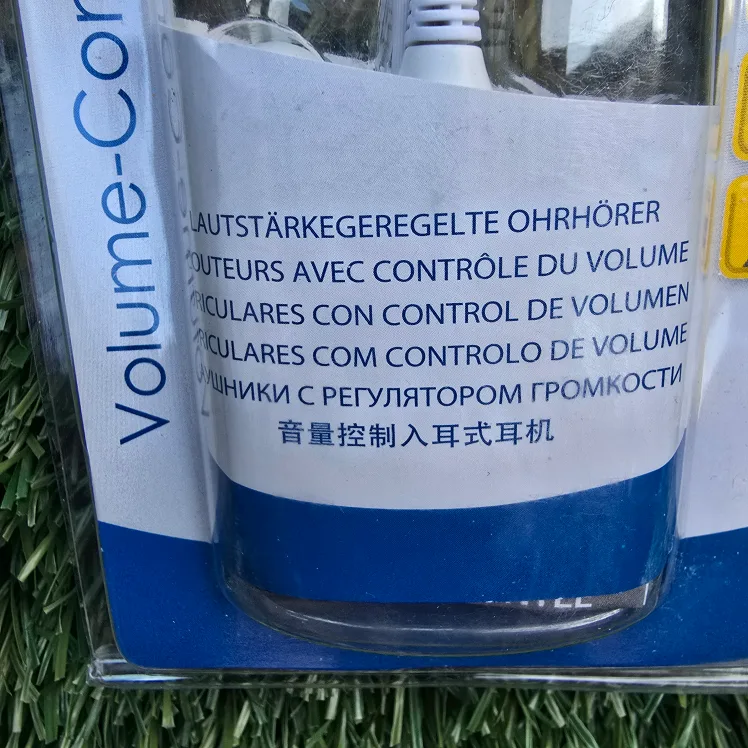 Volume-Con
LAUTSTÄRKEGEREGELTE OHRHÖRER
OUTEURS AVEC CONTRÔLE DU VOLUME
RICULARES CON CONTROL DE VOLUMEN
RICULARES COM CONTROLO DE VOLUME
АУШНИКИ С РЕГУЛЯТОРОМ ГРОМКОСТИ
音量控制入耳式耳机